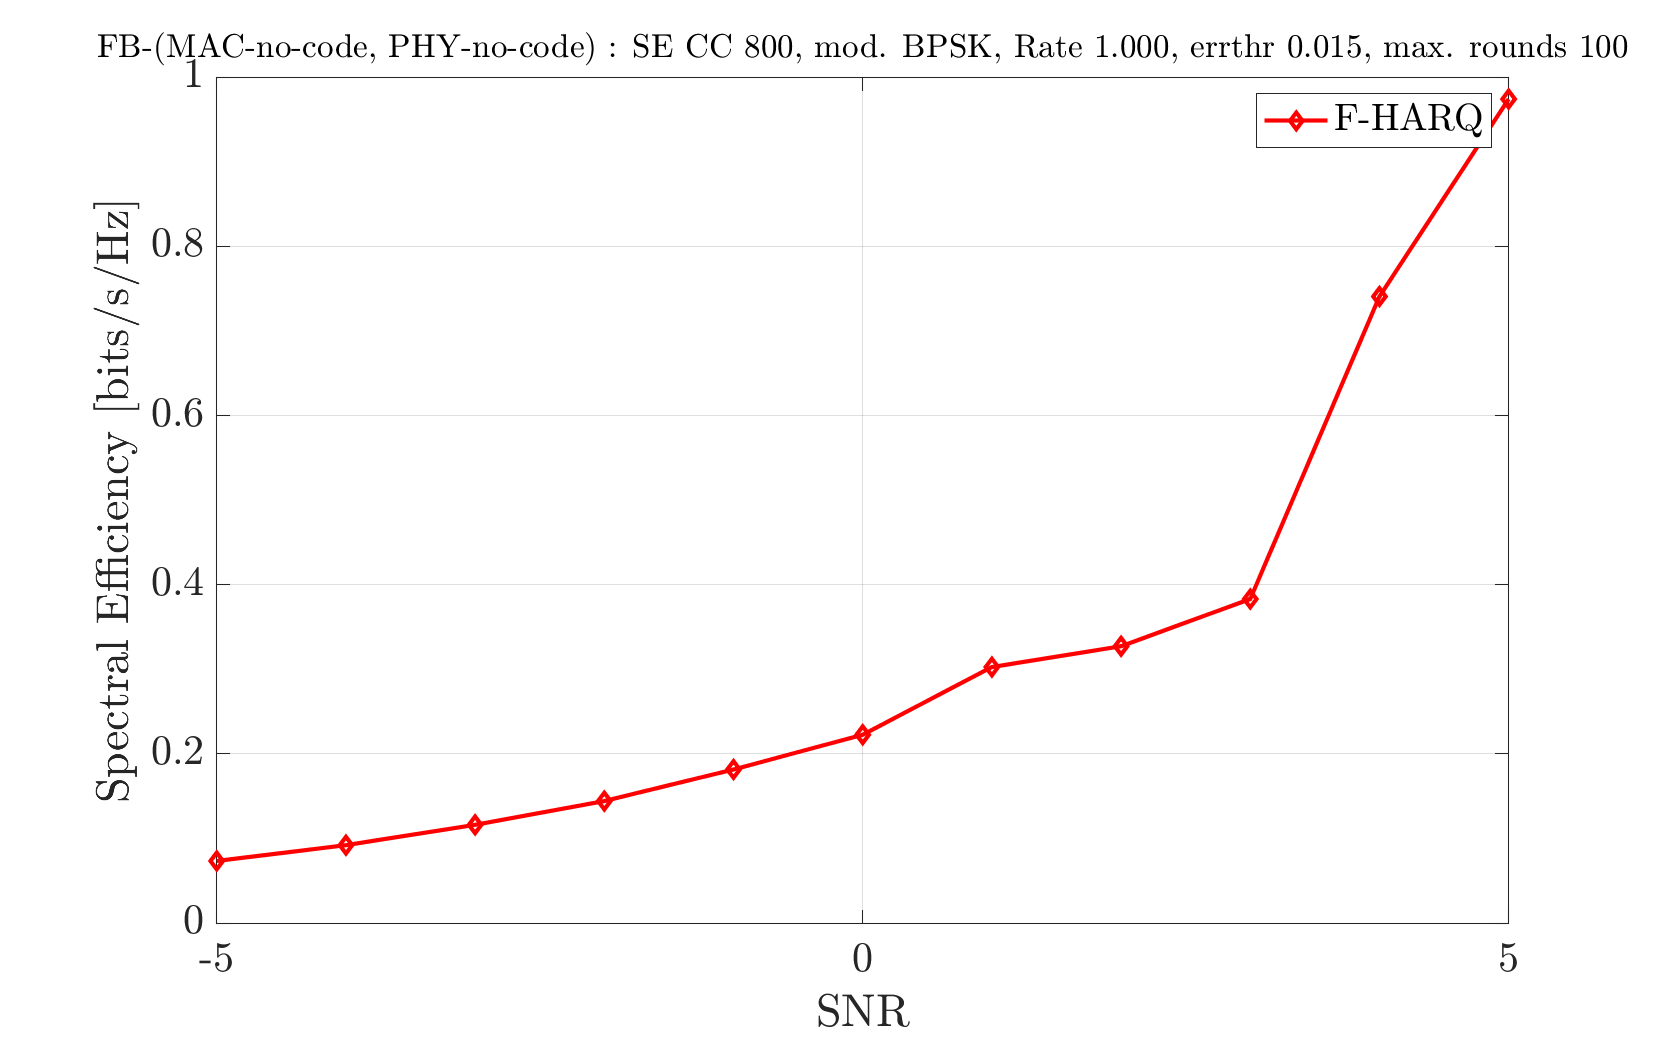 FB-(MAC-no-code, PHY-no-code) : SE CC 800, mod. BPSK, Rate 1.000, errthr 0.015, max. rounds 100
1
F-HARQ
0.8
0.6
0.4
0.2
0
Spectral Efficiency [bits/s/Hz]
-5
0
5
SNR